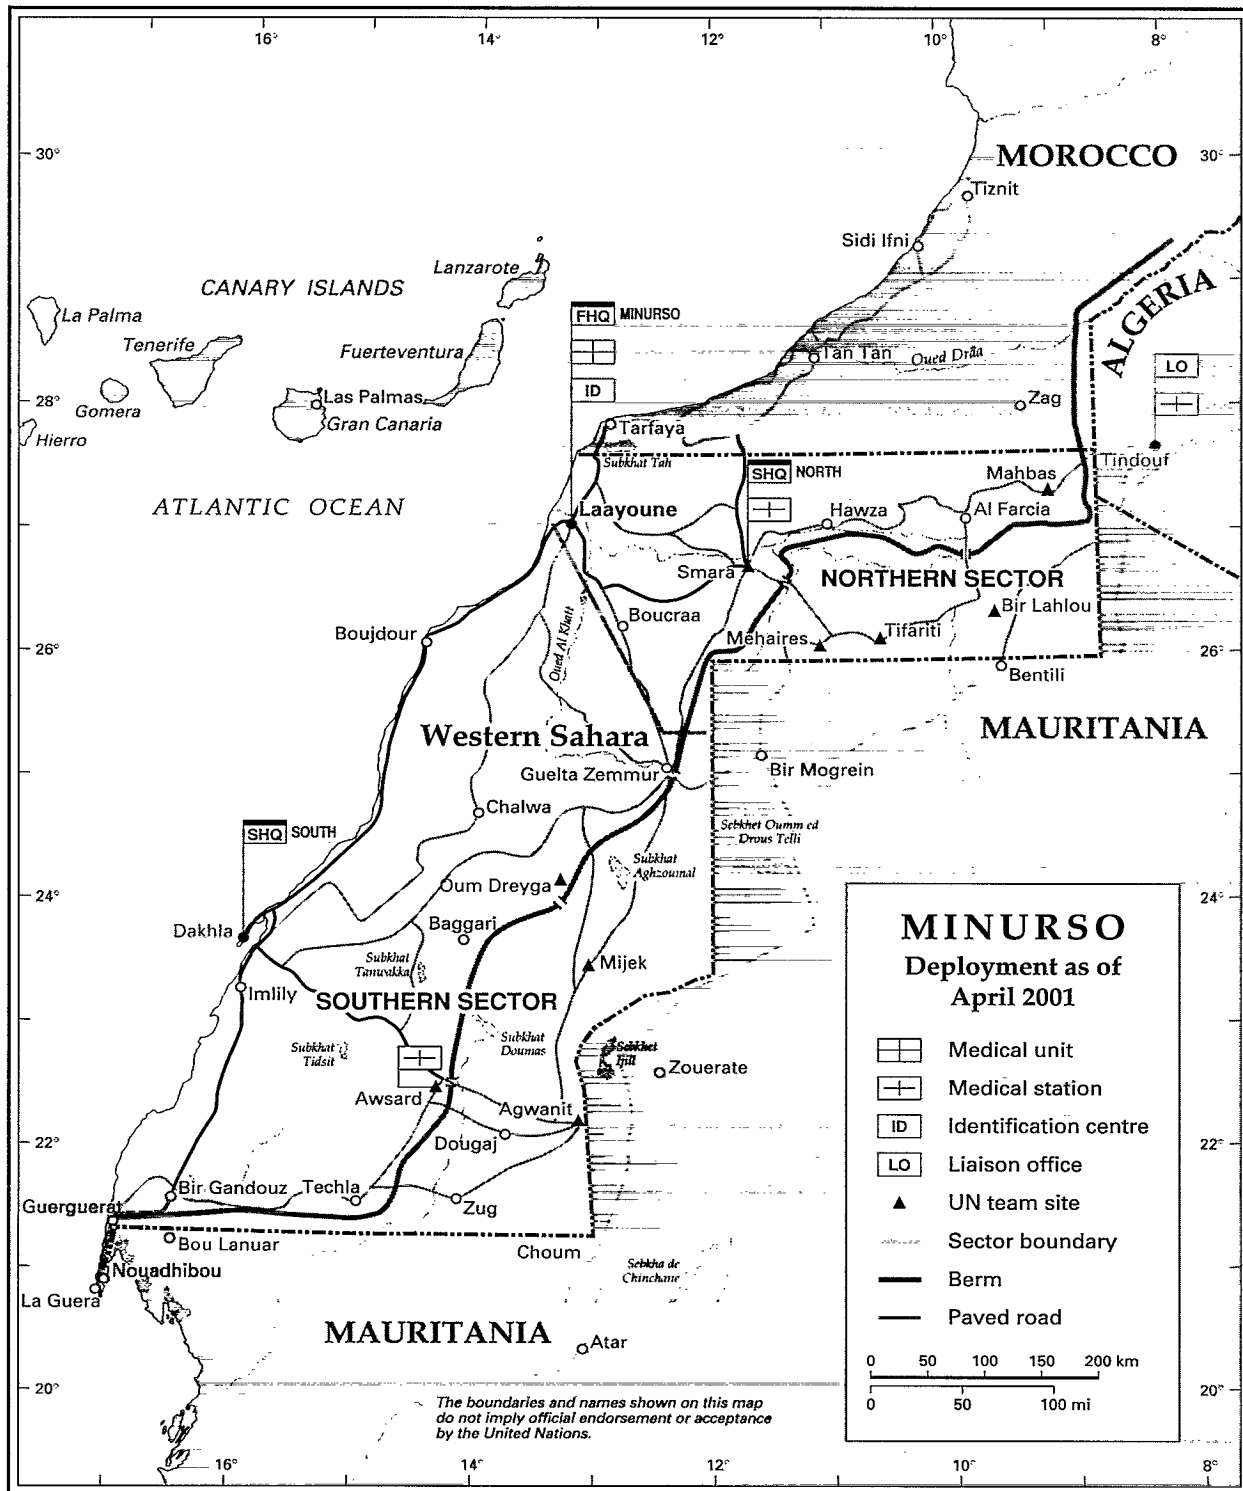 16°
14°
12°
10°
8°
30°
MOROCCO
30°
Tiznit
Sidi Ifni
Lanzarote
CANARY ISLANDS
ALGERIA
La Palma
FHQ MINURSO
Tenerife
Fuerteventura
Tan Tan
Oued Drâa
LO
ID
Las Palmas
Zag
28°
Gomera
Gran Canaria
Hierro
Tarfaya
Subkhat Tah
SHQ NORTH
Mahbas
Tindouf
ATLANTIC OCEAN
Laayoune
Hawza
Al Farcia
Smara
NORTHERN SECTOR
Boucraa
Bir Lahlou
Boujdour
Mehaires
Tifariti
26°
26°
Oued Al Khatt
Bentili
Western Sahara
MAURITANIA
Guelta Zemmur
Bir Mogrein
Chalwa
SHQ SOUTH
Sebkhet Oumm ed
Drous Telli
Subkhat
Aghzoumal
Oum Dreyga
24°
24°
Baggari
Dakhla
Mijek
Subkhat
Tanwakka
Imlily
SOUTHERN SECTOR
Subkhat
Tidsit
Subkhat
Doumas
Sebkhet
Ijill
Zouerate
Awsard
Agwanit
Dougaj
22°
22°
Bir Gandouz
Techla
Zug
Guerguerat
Bou Lanuar
Choum
Nouadhibou
La Guera
Sebkha de
Chinchane
MAURITANIA
Atar
20°
20°
MINURSO
Deployment as of
April 2001
Medical unit
Medical station
ID Identification centre
LO Liaison office
UN team site
Sector boundary
Berm
Paved road
0 50 100 150 200 km
0 50 100 mi
The boundaries and names shown on this map
do not imply official endorsement or acceptance
by the United Nations.
16°
14°
12°
10°
8°